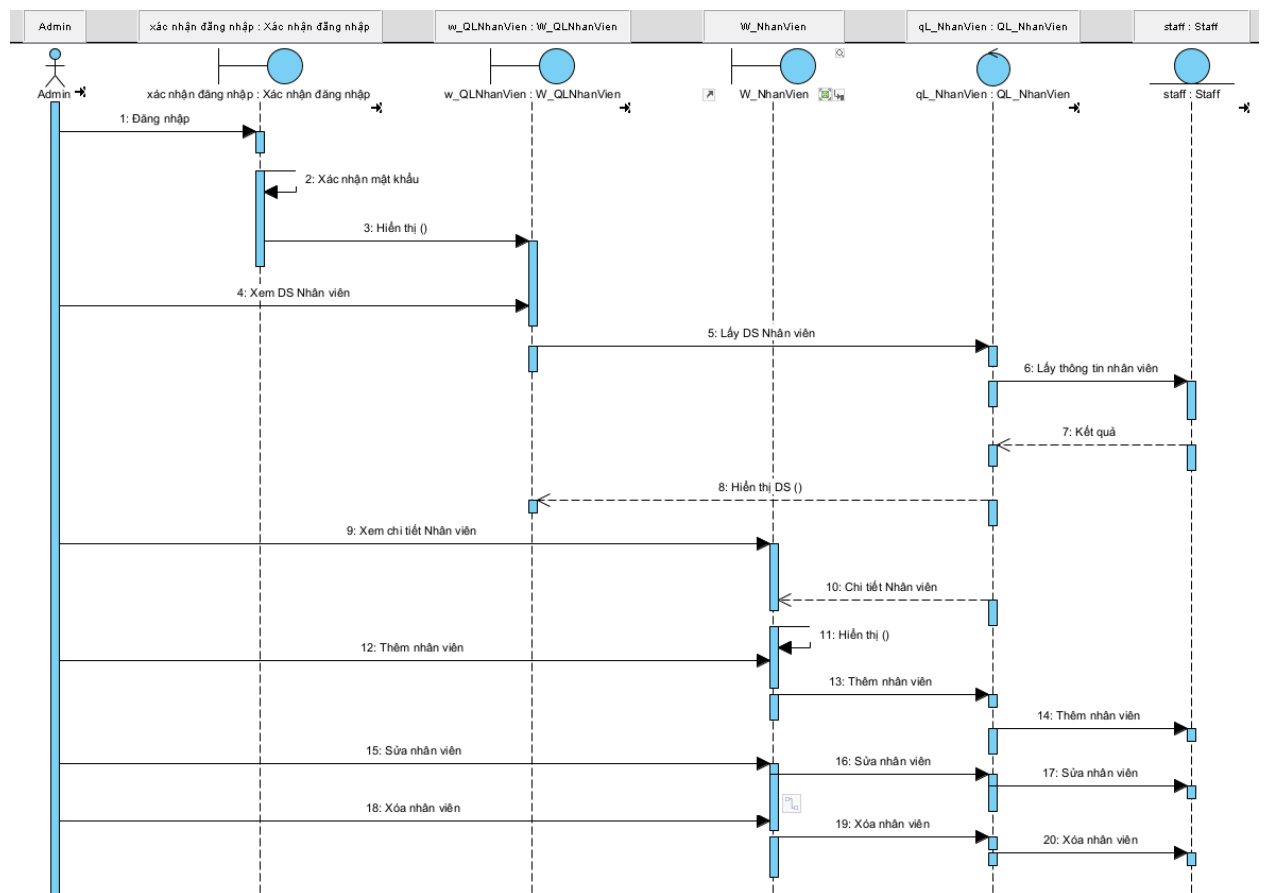 Admin
xác nhận đăng nhập : Xác nhận đăng nhập
w_QLNhanVien : W_QLNhanVien
W_NhanVien
qL_NhanVien : QL_NhanVien
staff : Staff
Admin
xác nhận đăng nhập : Xác nhận đăng nhập
w_QLNhanVien : W_QLNhanVien
W_NhanVien
qL_NhanVien : QL_NhanVien
staff : Staff
1: Đăng nhập
2: Xác nhận mật khẩu
3: Hiển thị ()
4: Xem DS Nhân viên
5: Lấy DS Nhân viên
6: Lấy thông tin nhân viên
7: Kết quả
8: Hiển thị DS ()
9: Xem chi tiết Nhân viên
10: Chi tiết Nhân viên
11: Hiển thị ()
12: Thêm nhân viên
13: Thêm nhân viên
14: Thêm nhân viên
15: Sửa nhân viên
16: Sửa nhân viên
17: Sửa nhân viên
18: Xóa nhân viên
19: Xóa nhân viên
20: Xóa nhân viên